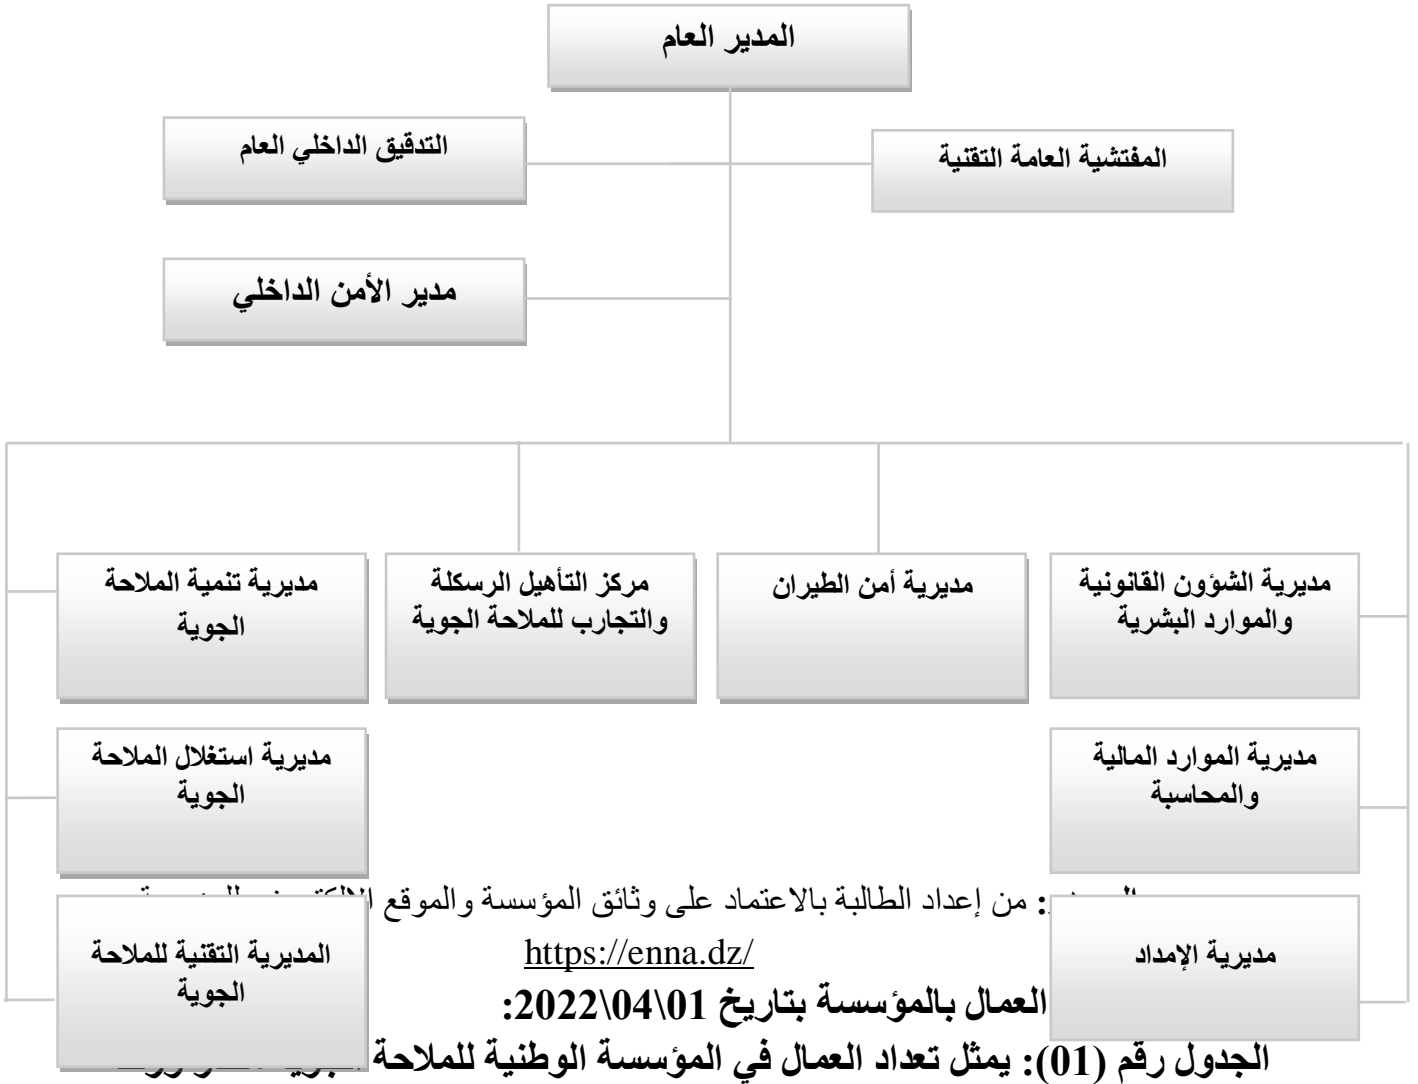 المدير العام
المفتشية العامة التقنية
التدقيق الداخلي العام
مدير الأمن الداخلي
مديرية الشؤون القانونية
والموارد البشرية
مديرية أمن الطيران
مركز التأهيل الرسكلة
والتجارب للملاحة الجوية
مديرية تنمية الملاحة
الجوية
مديرية الموارد المالية
والمحاسبة
مديرية استغلال الملاحة
الجوية
مديرية الإمداد
المديرية التقنية للملاحة
الجوية
: من إعداد الطالبة بالاعتماد على وثائق المؤسسة والموقع
https://enna.dz/
العمال بالمؤسسة بتاريخ 01\04\2022:
الجدول رقم (01): يمثل تعداد العمال في المؤسسة الوطنية للملاحة